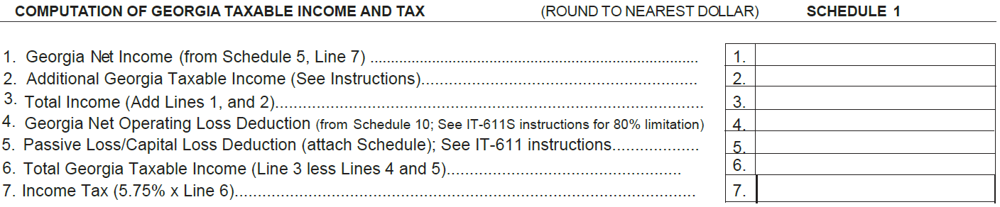 COMPUTATION OF GEORGIA TAXABLE INCOME AND TAX (ROUND TO NEAREST DOLLAR) SCHEDULE 1
1. Georgia Net Income (from Schedule 5, Line 7) ............................................................................... 1.
2. Additional Georgia Taxable Income (See Instructions)............................................................ 2.
3. Total Income (Add Lines 1, and 2)............................................................................................ 3.
4. Georgia Net Operating Loss Deduction (from Schedule 10; See IT-611S instructions for 80% limitation) 4.
5. Passive Loss/Capital Loss Deduction (attach Schedule); See IT-611 instructions................... 5.
6. Total Georgia Taxable Income (Line 3 less Lines 4 and 5).................................................. 6.
7. Income Tax (5.75% x Line 6)................................................................................................... 7.